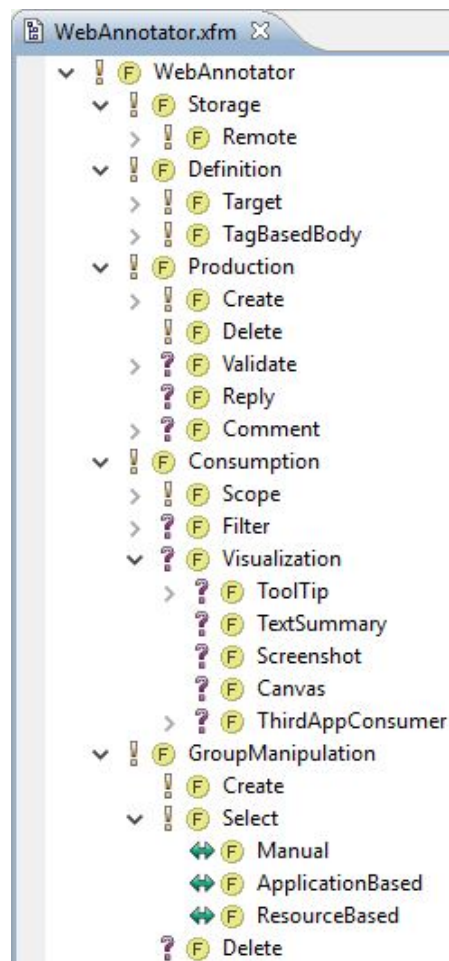 WebAnnotator.xfm
! F WebAnnotator
! F Storage
! F Remote
! F Definition
! F Target
! F TagBasedBody
! F Production
! F Create
! F Delete
? F Validate
? F Reply
? F Comment
! F Consumption
! F Scope
? F Filter
? F Visualization
? F ToolTip
? F TextSummary
? F Screenshot
? F Canvas
? F ThirdAppConsumer
! F GroupManipulation
! F Create
! F Select
F Manual
F ApplicationBased
F ResourceBased
? F Delete